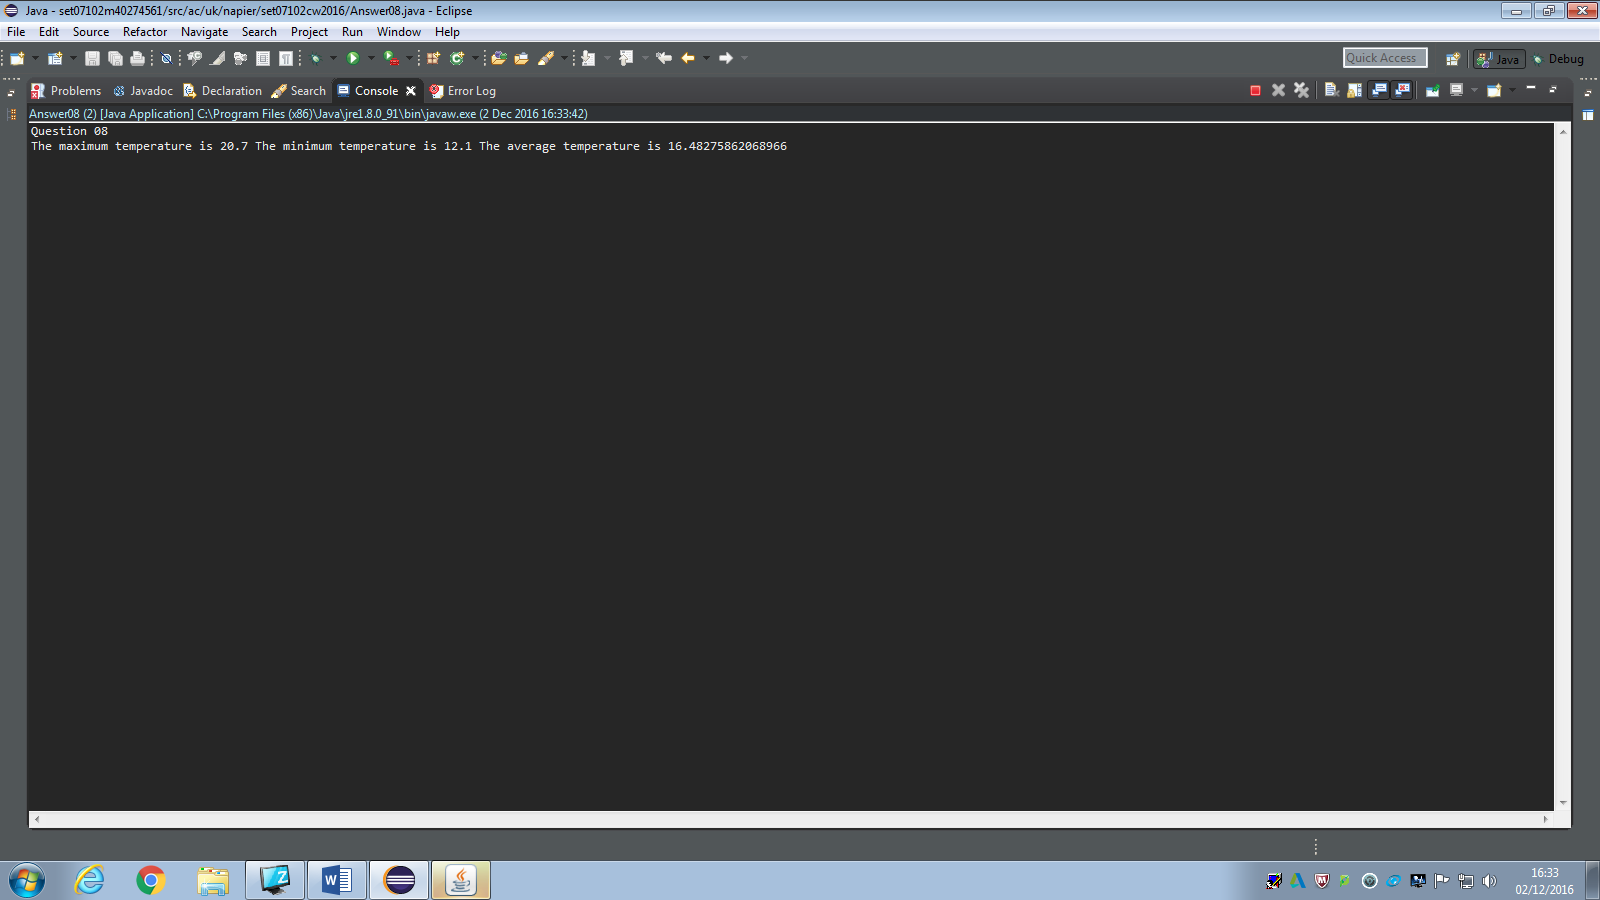 Java - set07102m40274561/src/ac/uk/napier/set07102cw2016/Answer08.java - Eclipse
File Edit Source Refactor Navigate Search Project Run Window Help
Quick Access Java Debug
Problems Javadoc Declaration Search Console Error Log
Answer08 (2) [Java Application] C:\Program Files (x86)\Java\jre1.8.0_91\bin\javaw.exe (2 Dec 2016 16:33:42)
Question 08
The maximum temperature is 20.7 The minimum temperature is 12.1 The average temperature is 16.48275862068966
16:33
02/12/2016